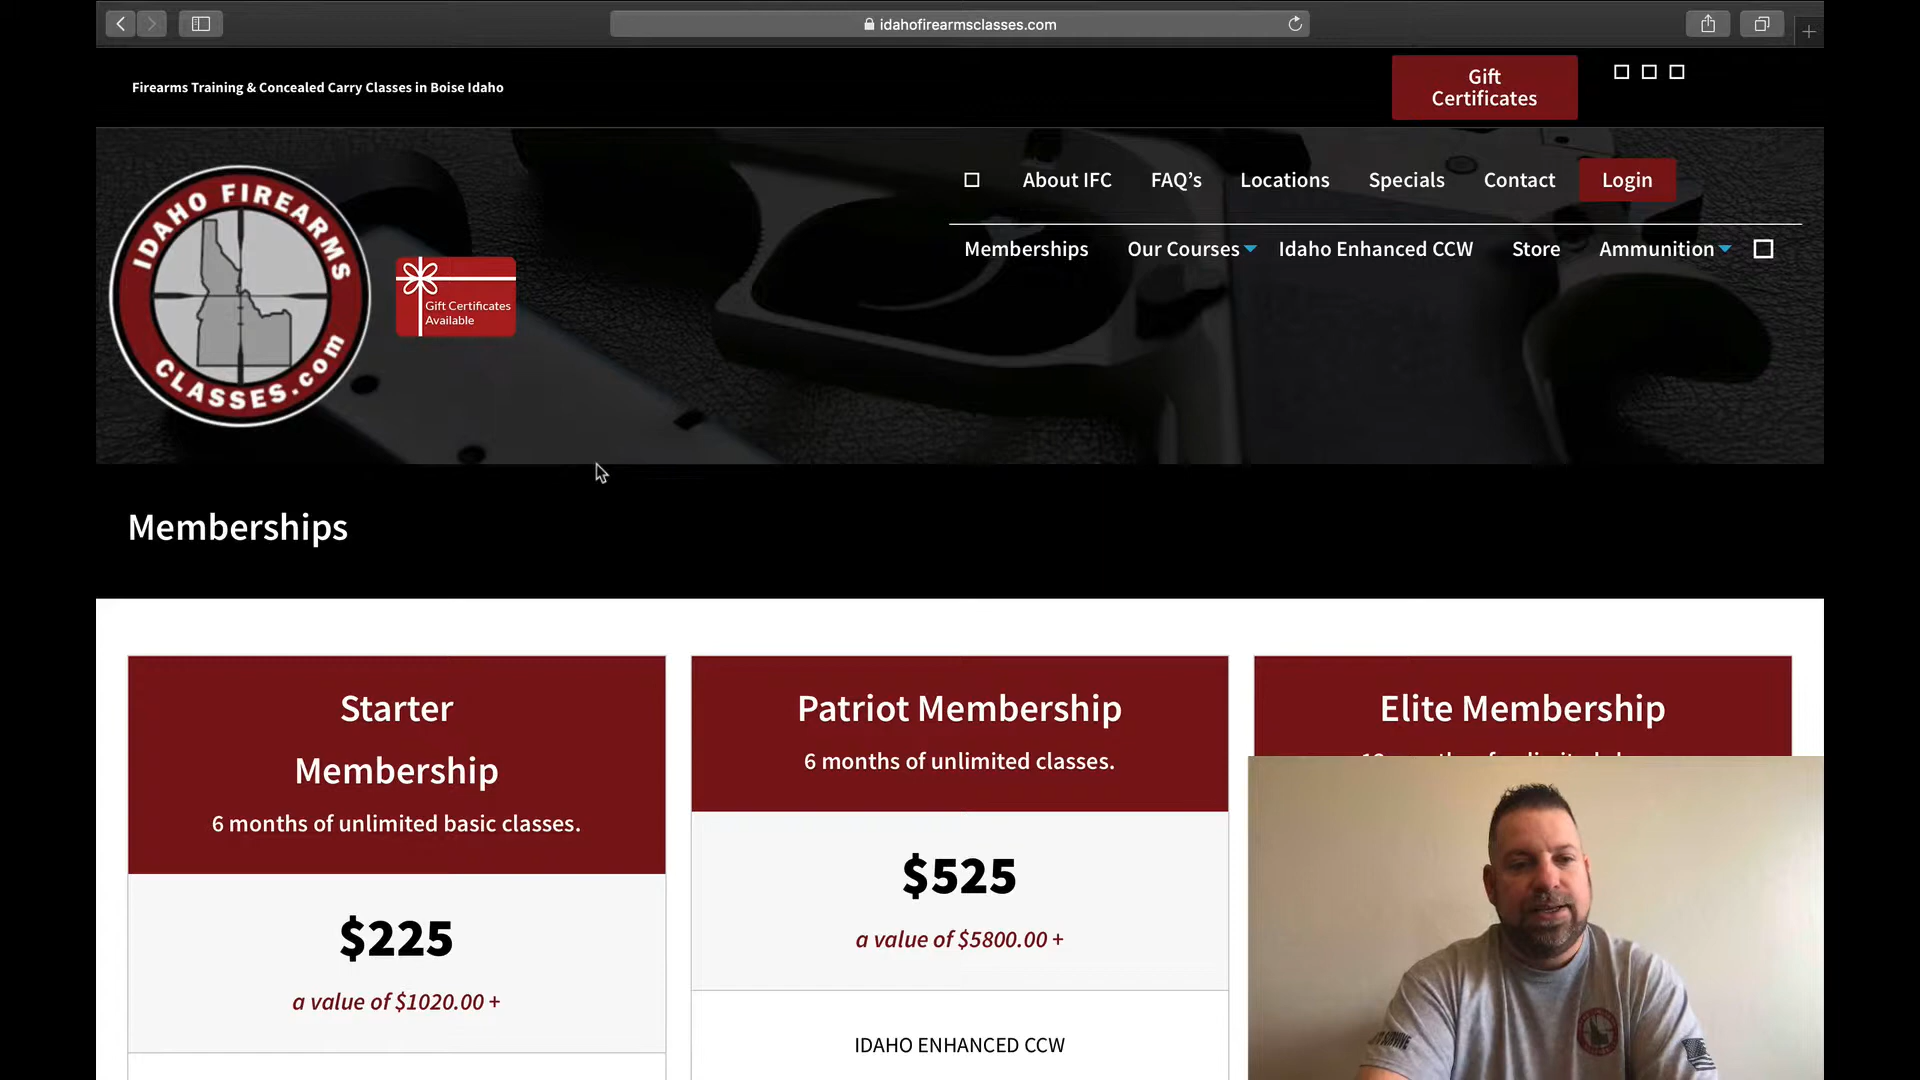 idahofirearmsclasses.com
Firearms Training & Concealed Carry Classes in Boise Idaho
Gift
Certificates
About IFC
FAQ's
Locations
Specials
Contact
Login
IDAHO FIREARMS
CLASSES.com
Gift Certificates
Available
Memberships
Our Courses
Idaho Enhanced CCW
Store
Ammunition
Memberships
Starter
Membership
6 months of unlimited basic classes.
$225
a value of $1020.00 +
Patriot Membership
6 months of unlimited classes.
$525
a value of $5800.00 +
IDAHO ENHANCED CCW
Elite Membership